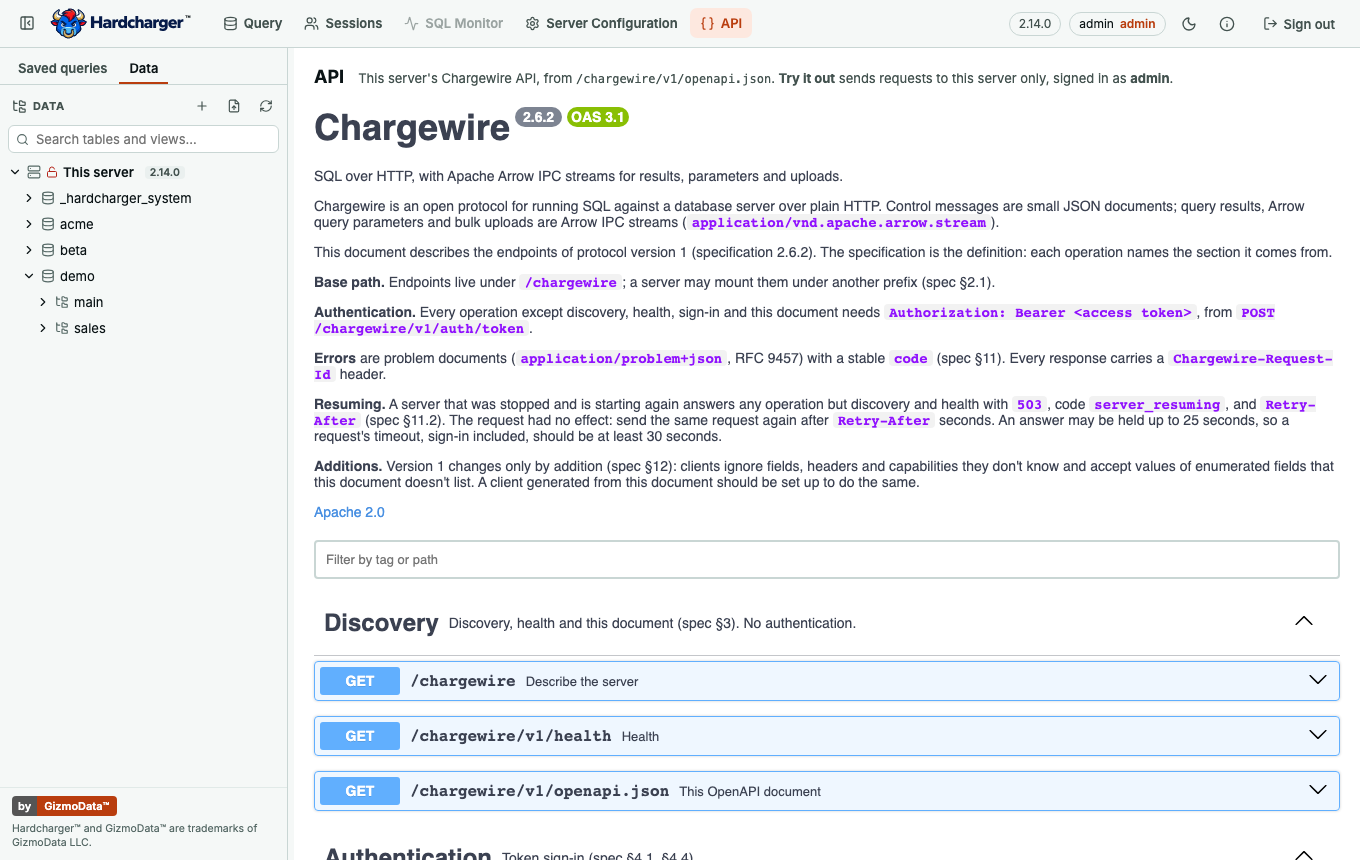 Hardcharger™
Query
Sessions
SQL Monitor
Server Configuration
{ } API
2.14.0
admin admin
Sign out
Saved queries
Data
DATA
Search tables and views...
This server 2.14.0
_hardcharger_system
acme
beta
demo
main
sales
by GizmoData™
Hardcharger™ and GizmoData™ are trademarks of
GizmoData LLC.
API This server's Chargewire API, from /chargewire/v1/openapi.json. Try it out sends requests to this server only, signed in as admin.
Chargewire 2.6.2 OAS 3.1
SQL over HTTP, with Apache Arrow IPC streams for results, parameters and uploads.
Chargewire is an open protocol for running SQL against a database server over plain HTTP. Control messages are small JSON documents; query results, Arrow
query parameters and bulk uploads are Arrow IPC streams ( application/vnd.apache.arrow.stream ).
This document describes the endpoints of protocol version 1 (specification 2.6.2). The specification is the definition: each operation names the section it comes from.
Base path. Endpoints live under /chargewire ; a server may mount them under another prefix (spec §2.1).
Authentication. Every operation except discovery, health, sign-in and this document needs Authorization: Bearer <access token> , from POST
/chargewire/v1/auth/token .
Errors are problem documents ( application/problem+json , RFC 9457) with a stable code (spec §11). Every response carries a Chargewire-Request-
Id header.
Resuming. A server that was stopped and is starting again answers any operation but discovery and health with 503 , code server_resuming , and Retry-
After (spec §11.2). The request had no effect: send the same request again after Retry-After seconds. An answer may be held up to 25 seconds, so a
request's timeout, sign-in included, should be at least 30 seconds.
Additions. Version 1 changes only by addition (spec §12): clients ignore fields, headers and capabilities they don't know and accept values of enumerated fields that
this document doesn't list. A client generated from this document should be set up to do the same.
Apache 2.0
Filter by tag or path
Discovery Discovery, health and this document (spec §3). No authentication.
GET /chargewire Describe the server
GET /chargewire/v1/health Health
GET /chargewire/v1/openapi.json This OpenAPI document
Authentication Token sign-in (spec §4.1, §4.4)